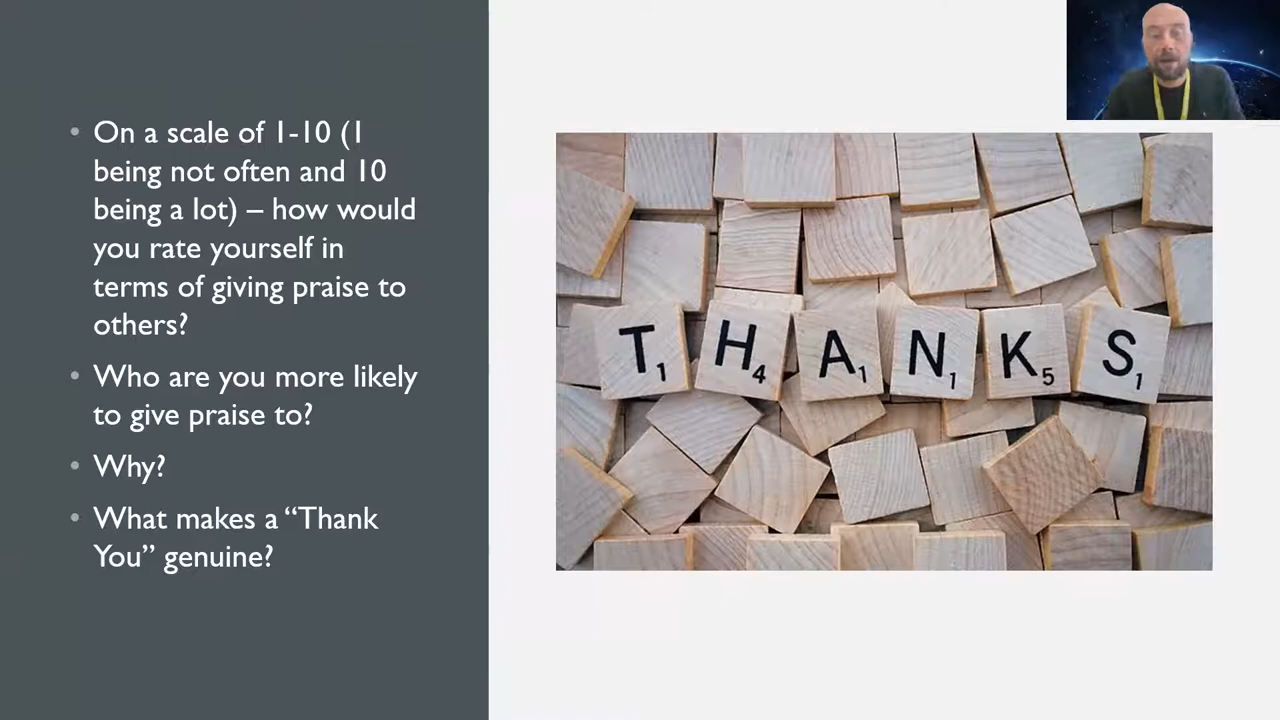 On a scale of 1-10 (1
being not often and 10
being a lot) – how would
you rate yourself in
terms of giving praise to
others?
Who are you more likely
to give praise to?
Why?
What makes a “Thank
You” genuine?
T1 H4 A1 N1 K5 S1